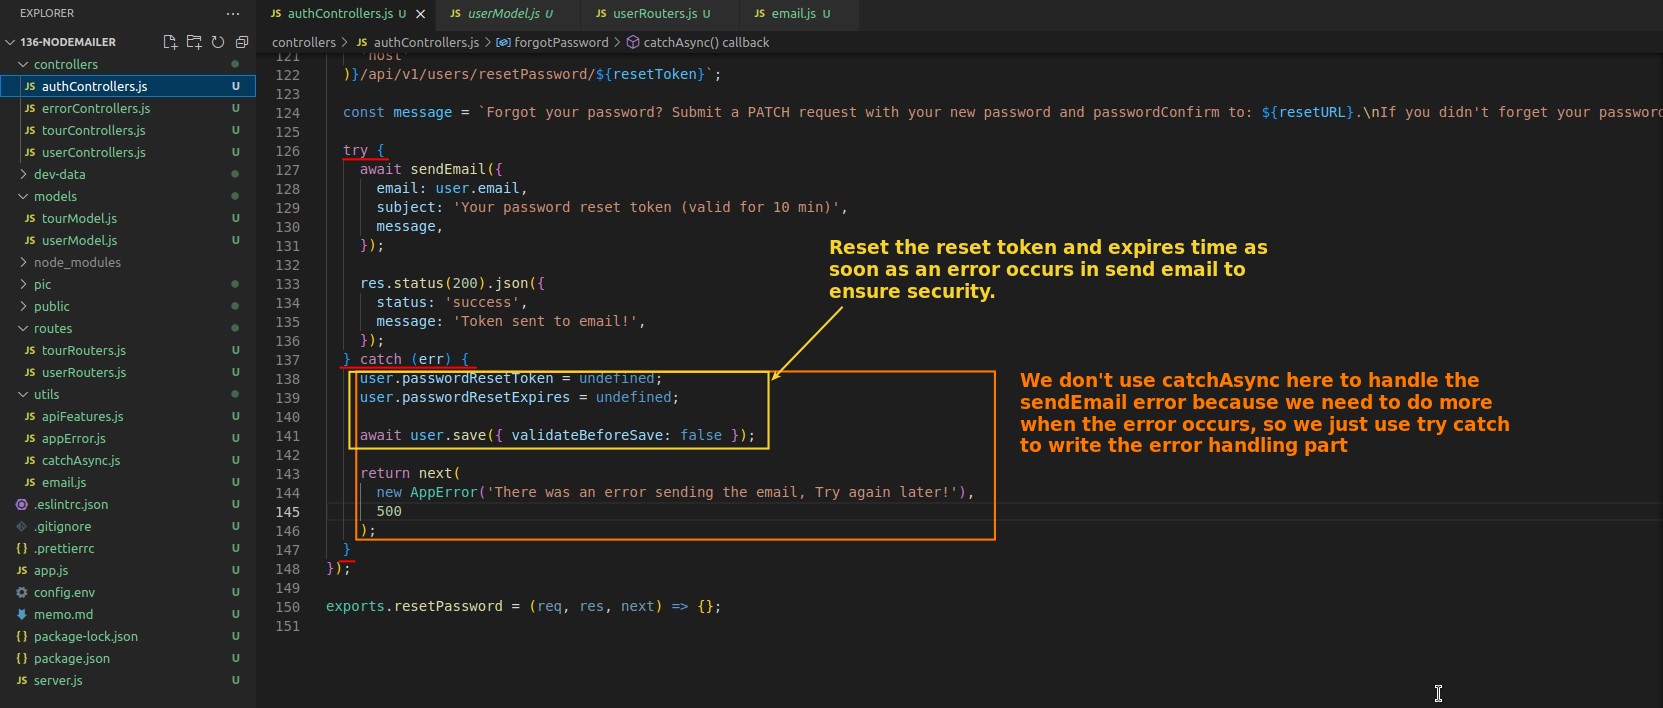 EXPLORER
136-NODEMAILER
controllers
JS authControllers.js U
JS errorControllers.js U
JS tourControllers.js U
JS userControllers.js U
dev-data
models
JS tourModel.js U
JS userModel.js U
node_modules
pic
public
routes
JS tourRouters.js U
JS userRouters.js U
utils
JS apiFeatures.js U
JS appError.js U
JS catchAsync.js U
JS email.js U
.eslintrc.json U
.gitignore U
{} .prettierrc U
JS app.js U
config.env U
memo.md U
{} package-lock.json U
{} package.json U
JS server.js U
JS authControllers.js U
JS userModel.js U
JS userRouters.js U
JS email.js U
controllers > JS authControllers.js > forgotPassword > catchAsync() callback
121 'host'
122 )}/api/v1/users/resetPassword/${resetToken}`;
123
124 const message = `Forgot your password? Submit a PATCH request with your new password and passwordConfirm to: ${resetURL}.\nIf you didn't forget your password
125
126 try {
127 await sendEmail({
128 email: user.email,
129 subject: 'Your password reset token (valid for 10 min)',
130 message,
131 });
132
133 res.status(200).json({
134 status: 'success',
135 message: 'Token sent to email!',
136 });
137 } catch (err) {
138 user.passwordResetToken = undefined;
139 user.passwordResetExpires = undefined;
140
141 await user.save({ validateBeforeSave: false });
142
143 return next(
144 new AppError('There was an error sending the email, Try again later!'),
145 500
146 );
147 }
148 });
149
150 exports.resetPassword = (req, res, next) => {};
151
Reset the reset token and expires time as
soon as an error occurs in send email to
ensure security.
We don't use catchAsync here to handle the
sendEmail error because we need to do more
when the error occurs, so we just use try catch
to write the error handling part